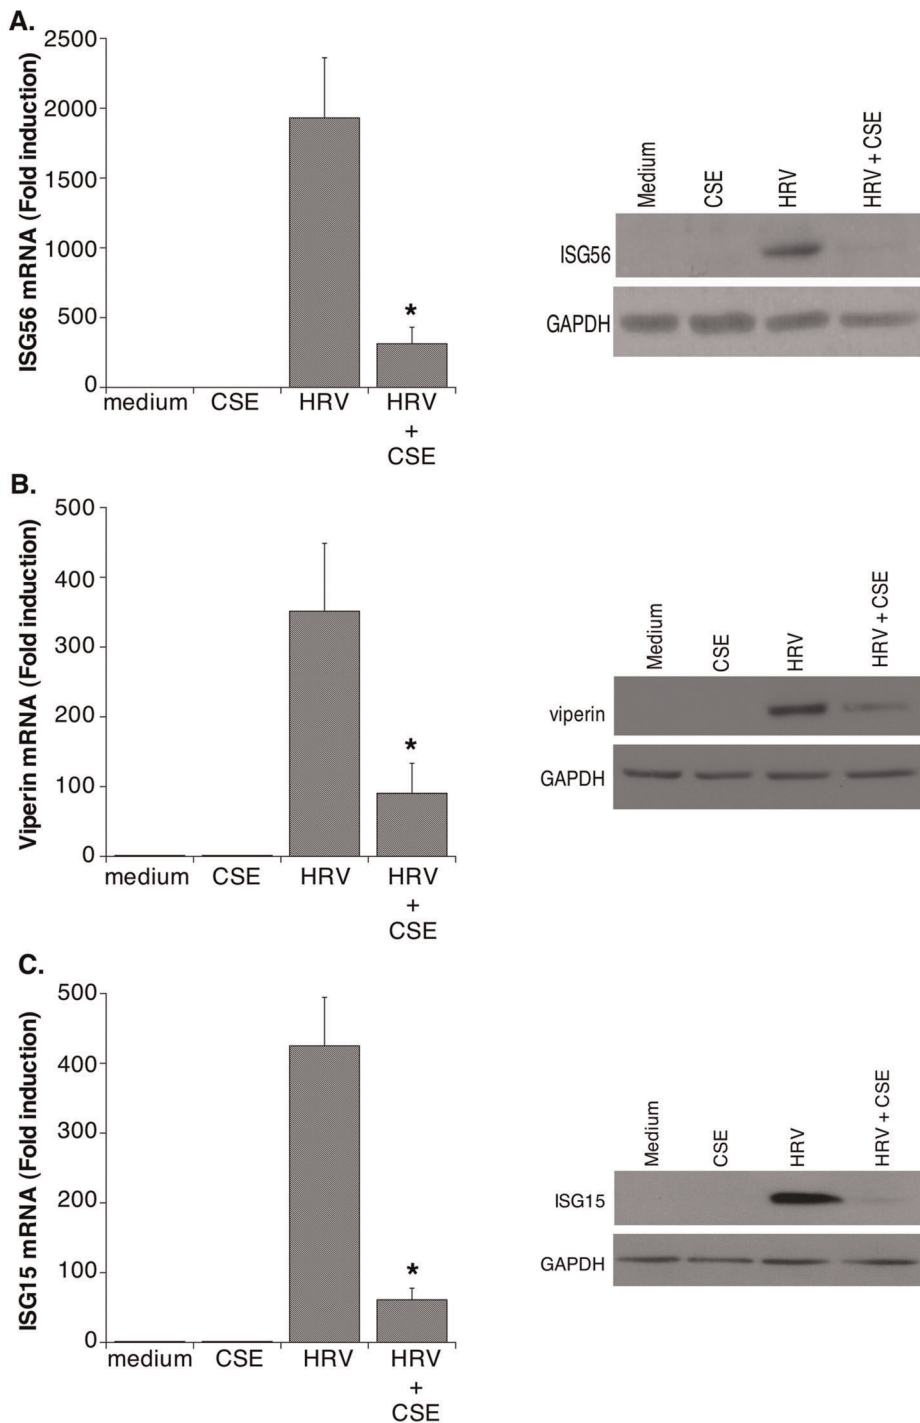 A.
ISG56 mRNA (Fold induction)
2500
2000
1500
1000
500
0
*
medium CSE HRV HRV
+
CSE
Medium CSE HRV HRV + CSE
ISG56
GAPDH
B.
Viperin mRNA (Fold induction)
500
400
300
200
100
0
*
medium CSE HRV HRV
+
CSE
Medium CSE HRV HRV + CSE
viperin
GAPDH
C.
ISG15 mRNA (Fold induction)
500
400
300
200
100
0
*
medium CSE HRV HRV
+
CSE
Medium CSE HRV HRV + CSE
ISG15
GAPDH